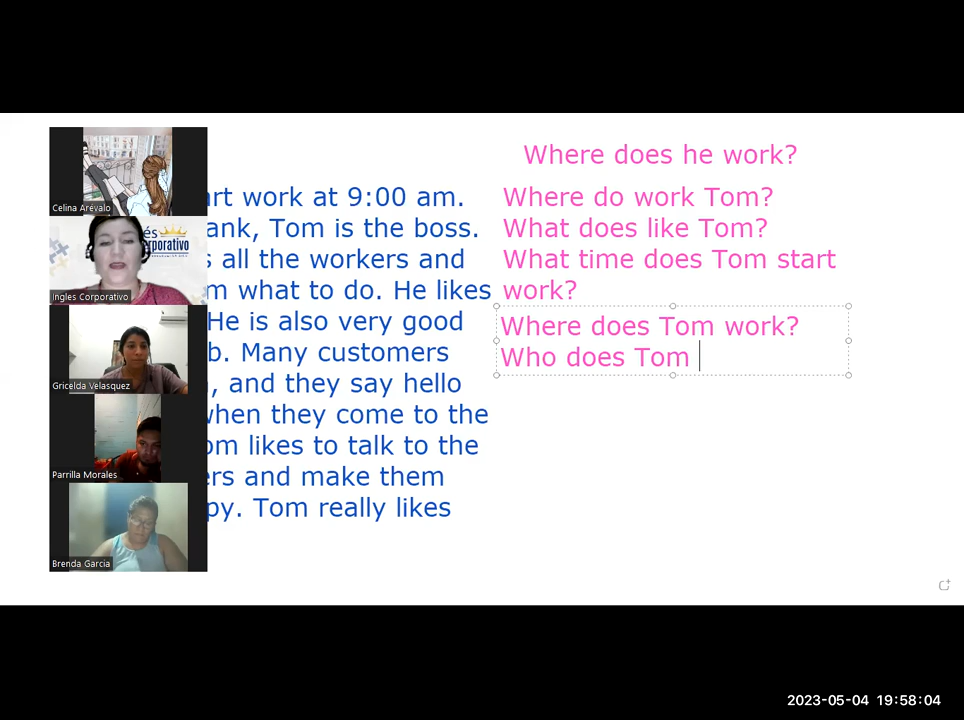 Where does he work?
art work at 9:00 am.
ank, Tom is the boss.
s all the workers and
m what to do. He likes
He is also very good
b. Many customers
, and they say hello
when they come to the
om likes to talk to the
ers and make them
py. Tom really likes
Where do work Tom?
What does like Tom?
What time does Tom start
work?
Where does Tom work?
Who does Tom
Celina Arévalo
és
orporativo
Ingles Corporativo
Gricelda Velasquez
Parrilla Morales
Brenda Garcia
2023-05-04 19:58:04